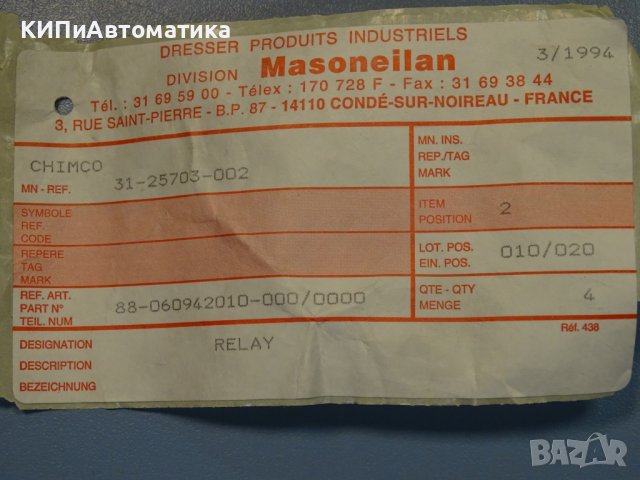 КИПиАвтоматика
DRESSER PRODUITS INDUSTRIELS
DIVISION Masoneilan
3/1994
Tél. : 31 69 59 00 - Télex : 170 728 F - Fax : 31 69 38 44
3, RUE SAINT-PIERRE - B.P. 87 - 14110 CONDÉ-SUR-NOIREAU - FRANCE
CHIMCO
MN - REF. 31-25703-002
MN. INS.
REP./TAG
MARK
SYMBOLE
REF.
CODE
ITEM
POSITION 2
REPERE
TAG
MARK
LOT. POS.
EIN. POS. 010/020
REF. ART.
PART N°
TEIL. NUM 88-060942010-000/0000
QTE - QTY
MENGE 4
Réf. 438
DESIGNATION RELAY
DESCRIPTION
BEZEICHNUNG
BAZAR